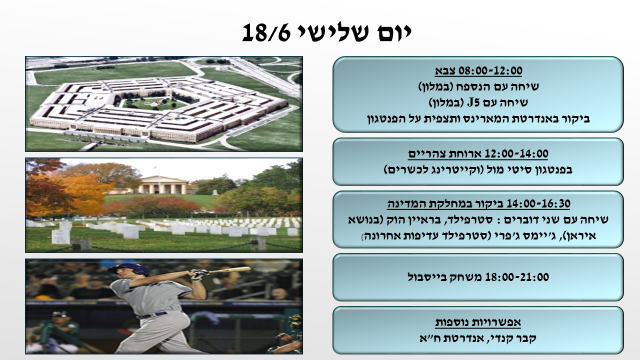 יום שלישי 18/6
08:00-12:00 צבא
שיחה עם הנספח (במלון)
שיחה עם J5 (במלון)
ביקור באנדרטת המארינס ותצפית על הפנטגון
12:00-14:00 ארוחת צהריים
בפנטגון סיטי מול (וקייטרינג לכשרים)
14:00-16:30 ביקור במחלקת המדינה
שיחה עם שני דוברים : סטרפילד, בראיין הוק (בנושא
איראן), ג'יימס ג'פרי (סטרפילד עדיפות אחרונה)
18:00-21:00 משחק בייסבול
אפשרויות נוספות
קבר קנדי, אנדרטת חי"א